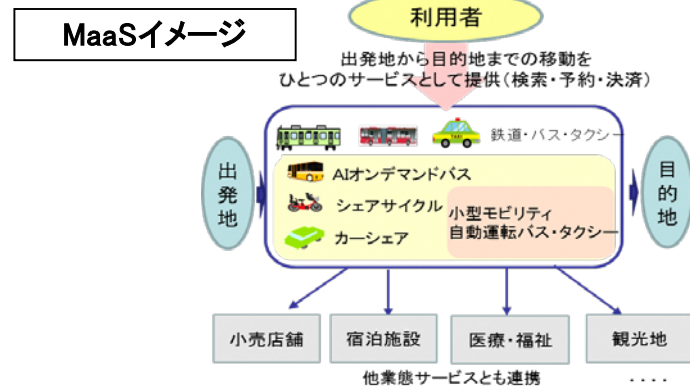 MaaSイメージ
利用者
出発地から目的地までの移動を
ひとつのサービスとして提供(検索・予約・決済)
鉄道・バス・タクシー
TAXI
出発地
AIオンデマンドバス
シェアサイクル
カーシェア
小型モビリティ
自動運転バス・タクシー
目的地
小売店舗
宿泊施設
医療・福祉
観光地
他業態サービスとも連携
・・・・